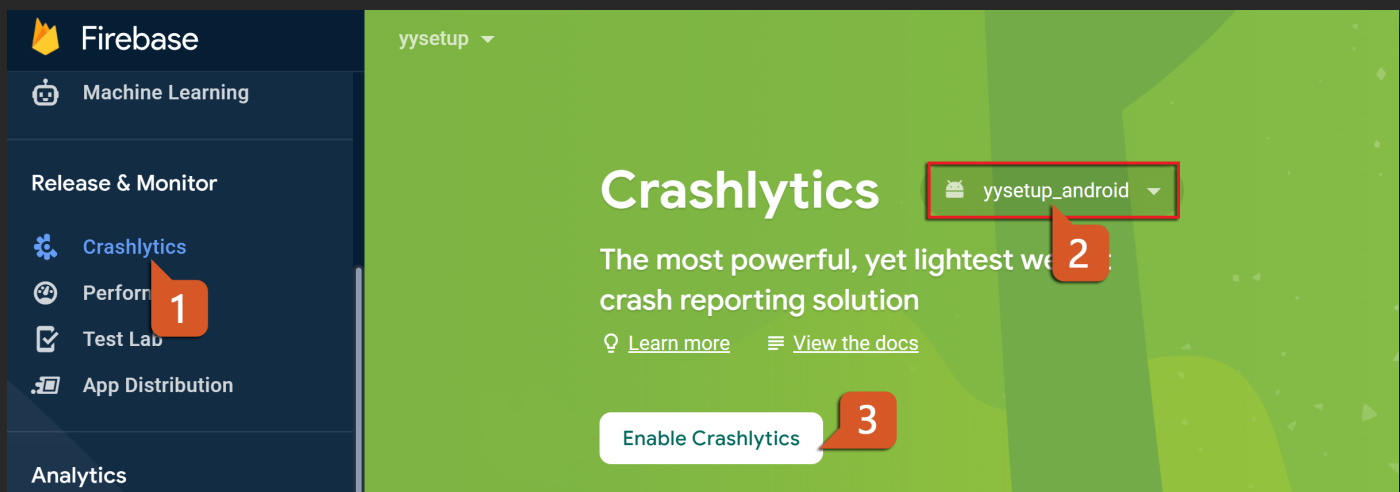 Firebase
Machine Learning
Release & Monitor
Crashlytics
1
Test Lab
App Distribution
Analytics
yysetup
Crashlytics
yysetup_android
2
The most powerful, yet lightest
crash reporting solution
Learn more
View the docs
Enable Crashlytics
3